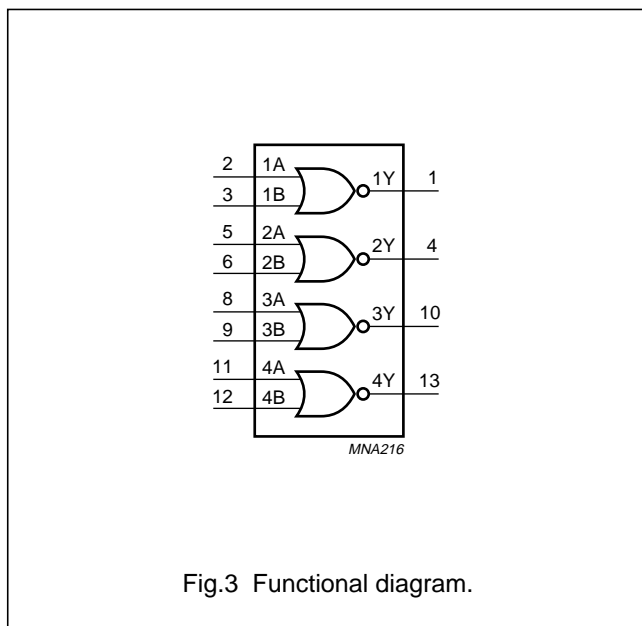 2 1A 1Y 1
3 1B
5 2A 2Y 4
6 2B
8 3A 3Y 10
9 3B
11 4A 4Y 13
12 4B
MNA216
Fig.3 Functional diagram.